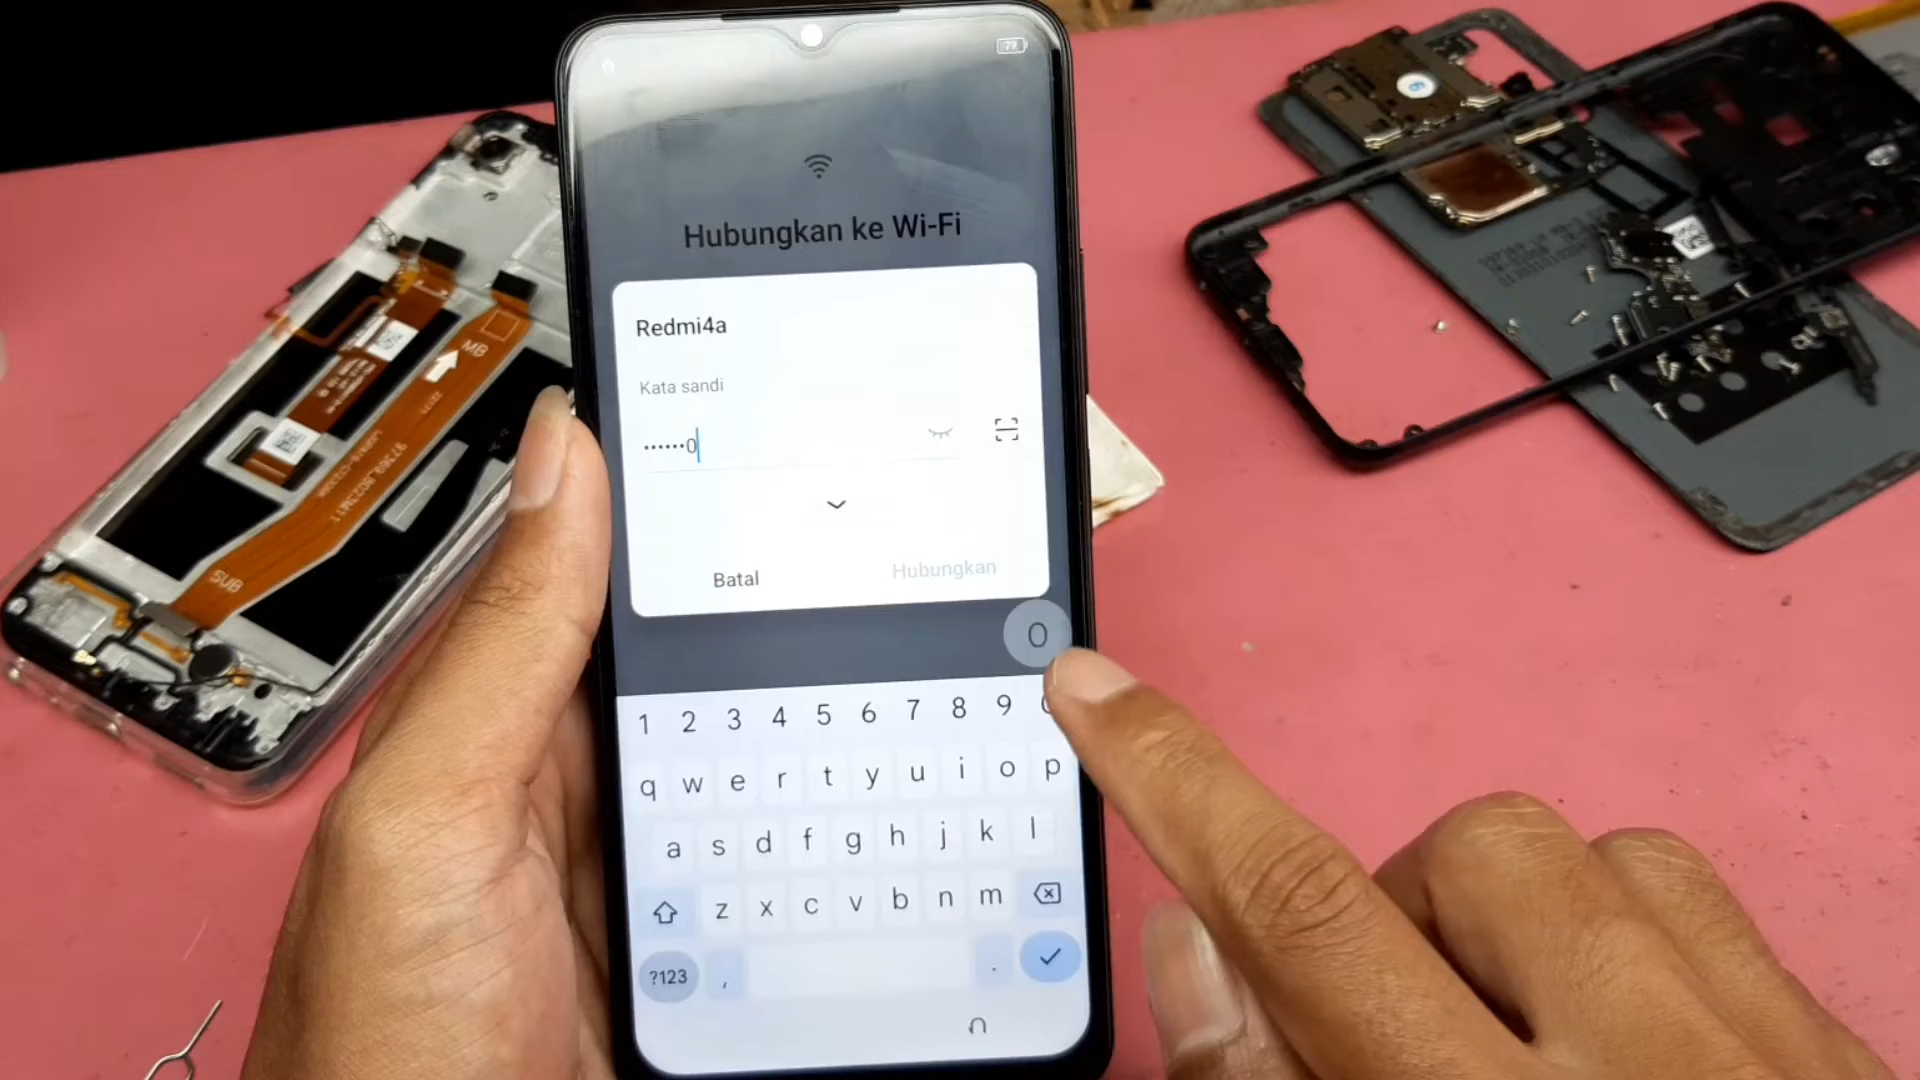 79
Hubungkan ke Wi-Fi
Redmi4a
Kata sandi
••••••0
Batal
Hubungkan
0
1 2 3 4 5 6 7 8 9
q w e r t y u i o p
a s d f g h j k l
z x c v b n m
?123 , .
MB
SUB